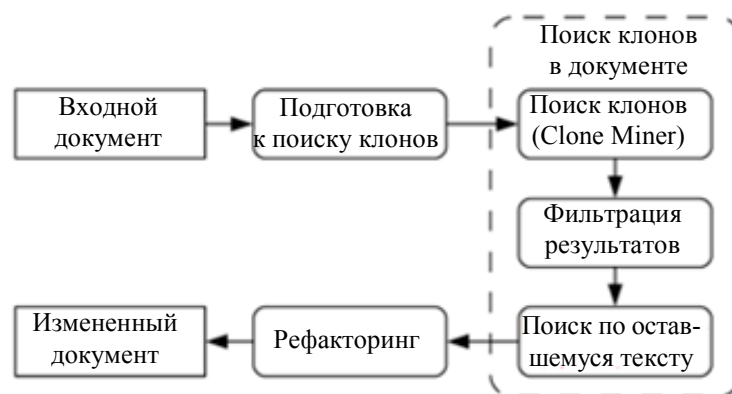 Поиск клонов
в документе
Входной
документ
Подготовка
к поиску клонов
Поиск клонов
(Clone Miner)
Фильтрация
результатов
Поиск по остав-
шемуся тексту
Рефакторинг
Измененный
документ